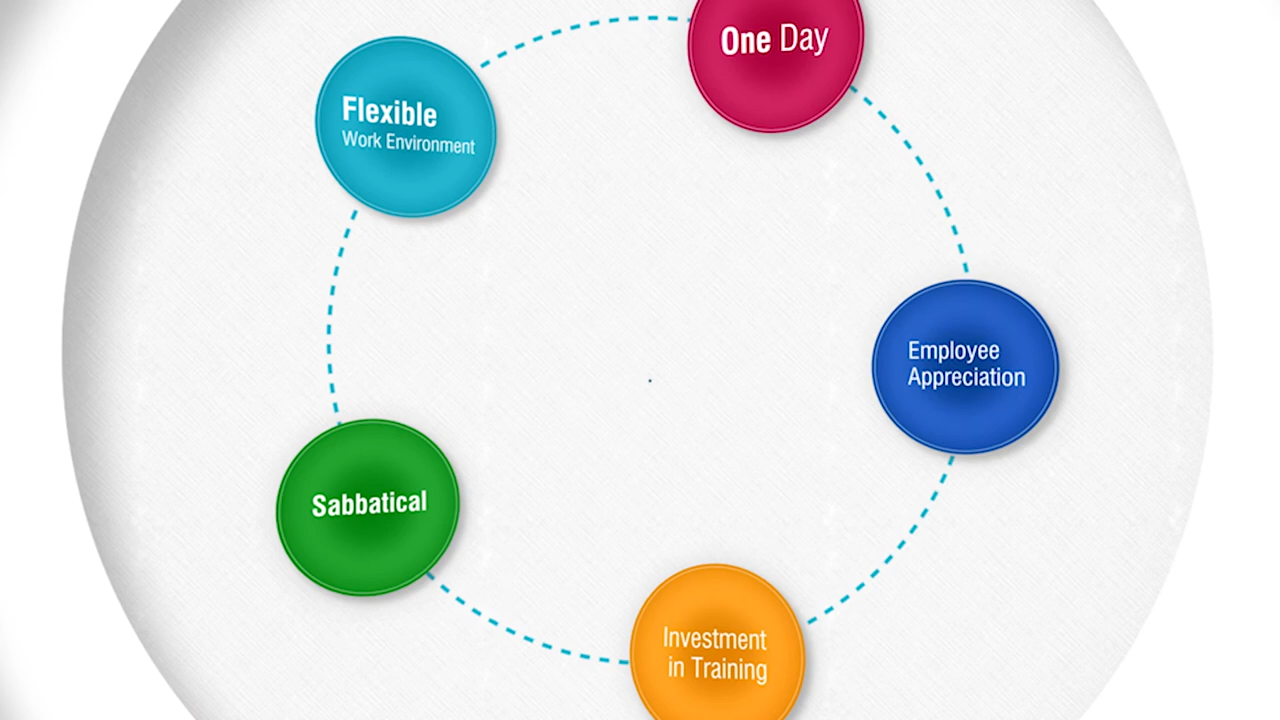 One Day
Flexible
Work Environment
Employee
Appreciation
Sabbatical
Investment
in Training